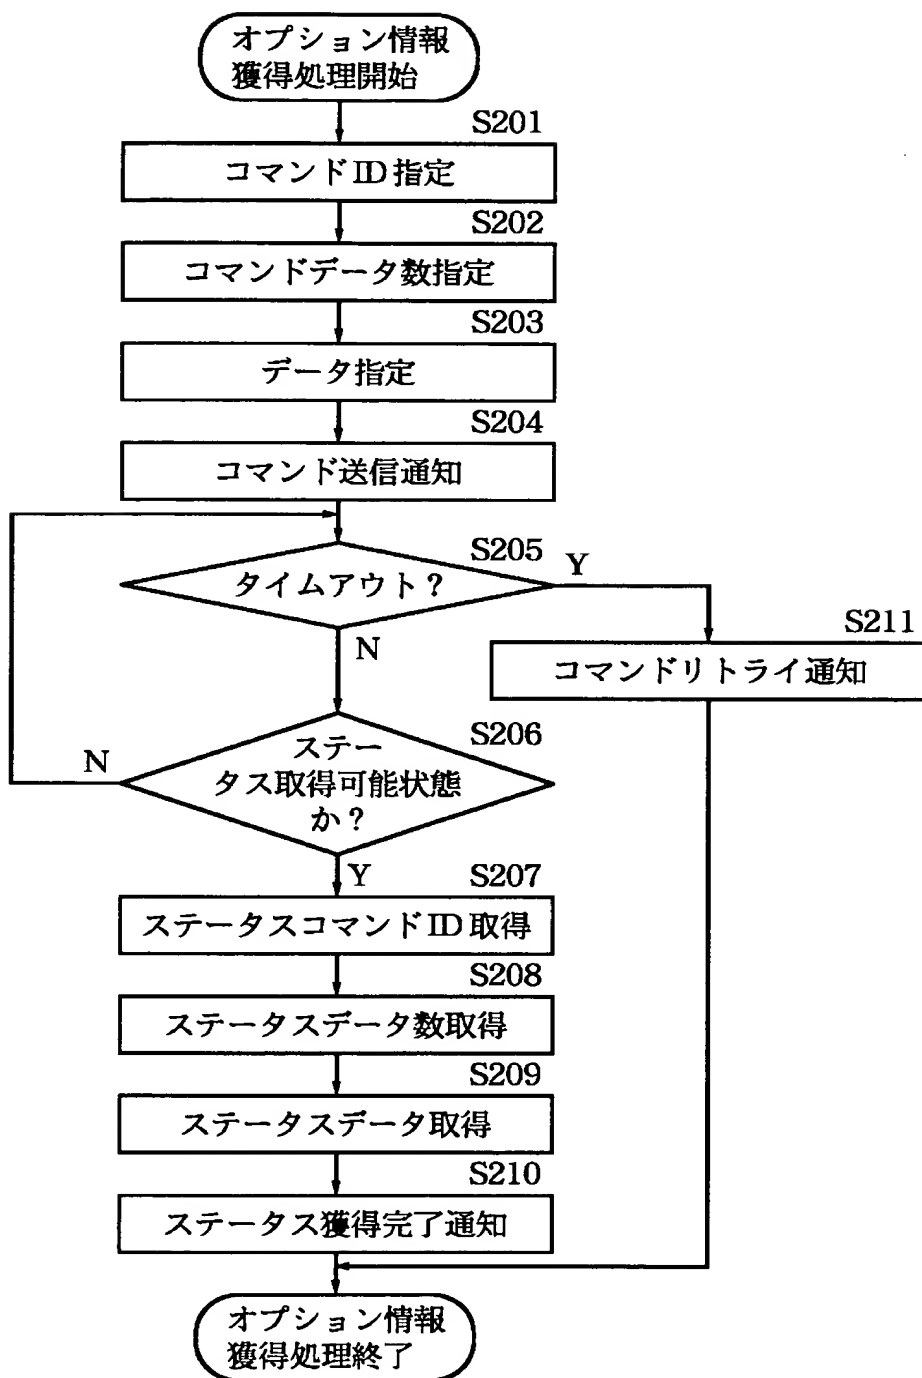 オプション情報
獲得処理開始
S201
コマンドID指定
S202
コマンドデータ数指定
S203
データ指定
S204
コマンド送信通知
S205
タイムアウト？
Y
N
S211
コマンドリトライ通知
S206
ステー
タス取得可能状態
か？
N
Y
S207
ステータスコマンドID取得
S208
ステータスデータ数取得
S209
ステータスデータ取得
S210
ステータス獲得完了通知
オプション情報
獲得処理終了